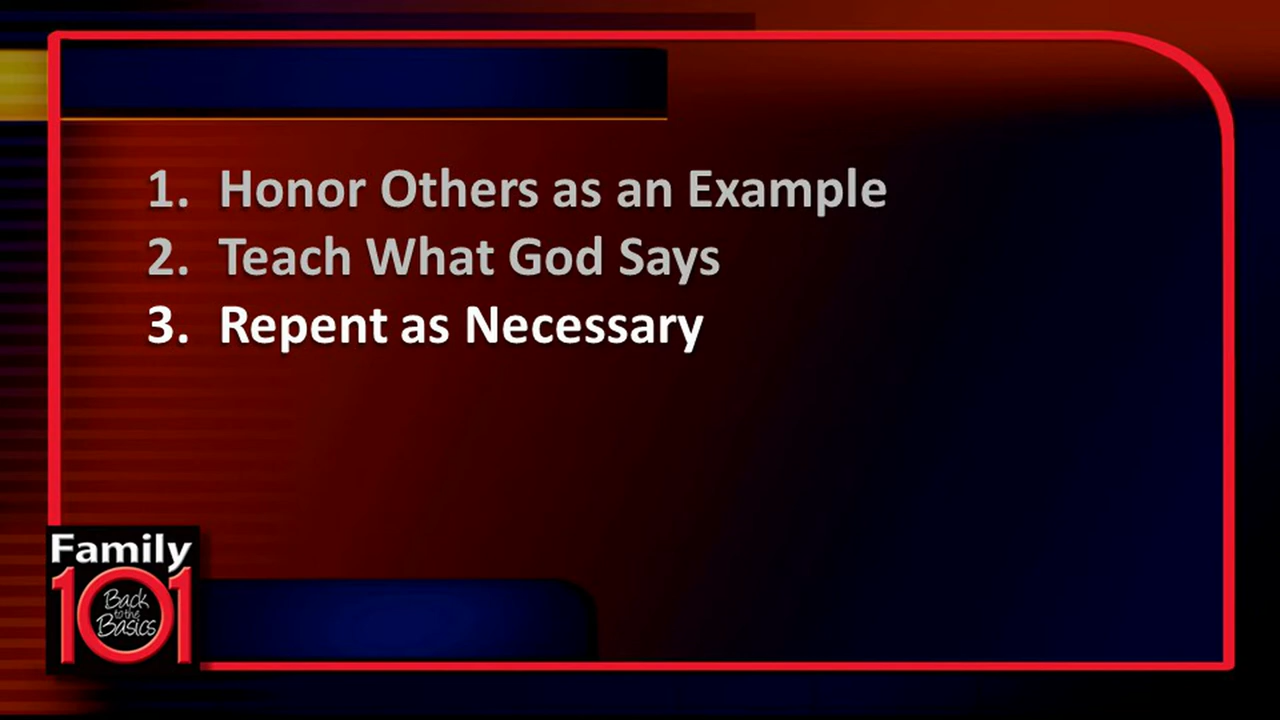 1. Honor Others as an Example
2. Teach What God Says
3. Repent as Necessary
Family
101
Back
to the
Basics